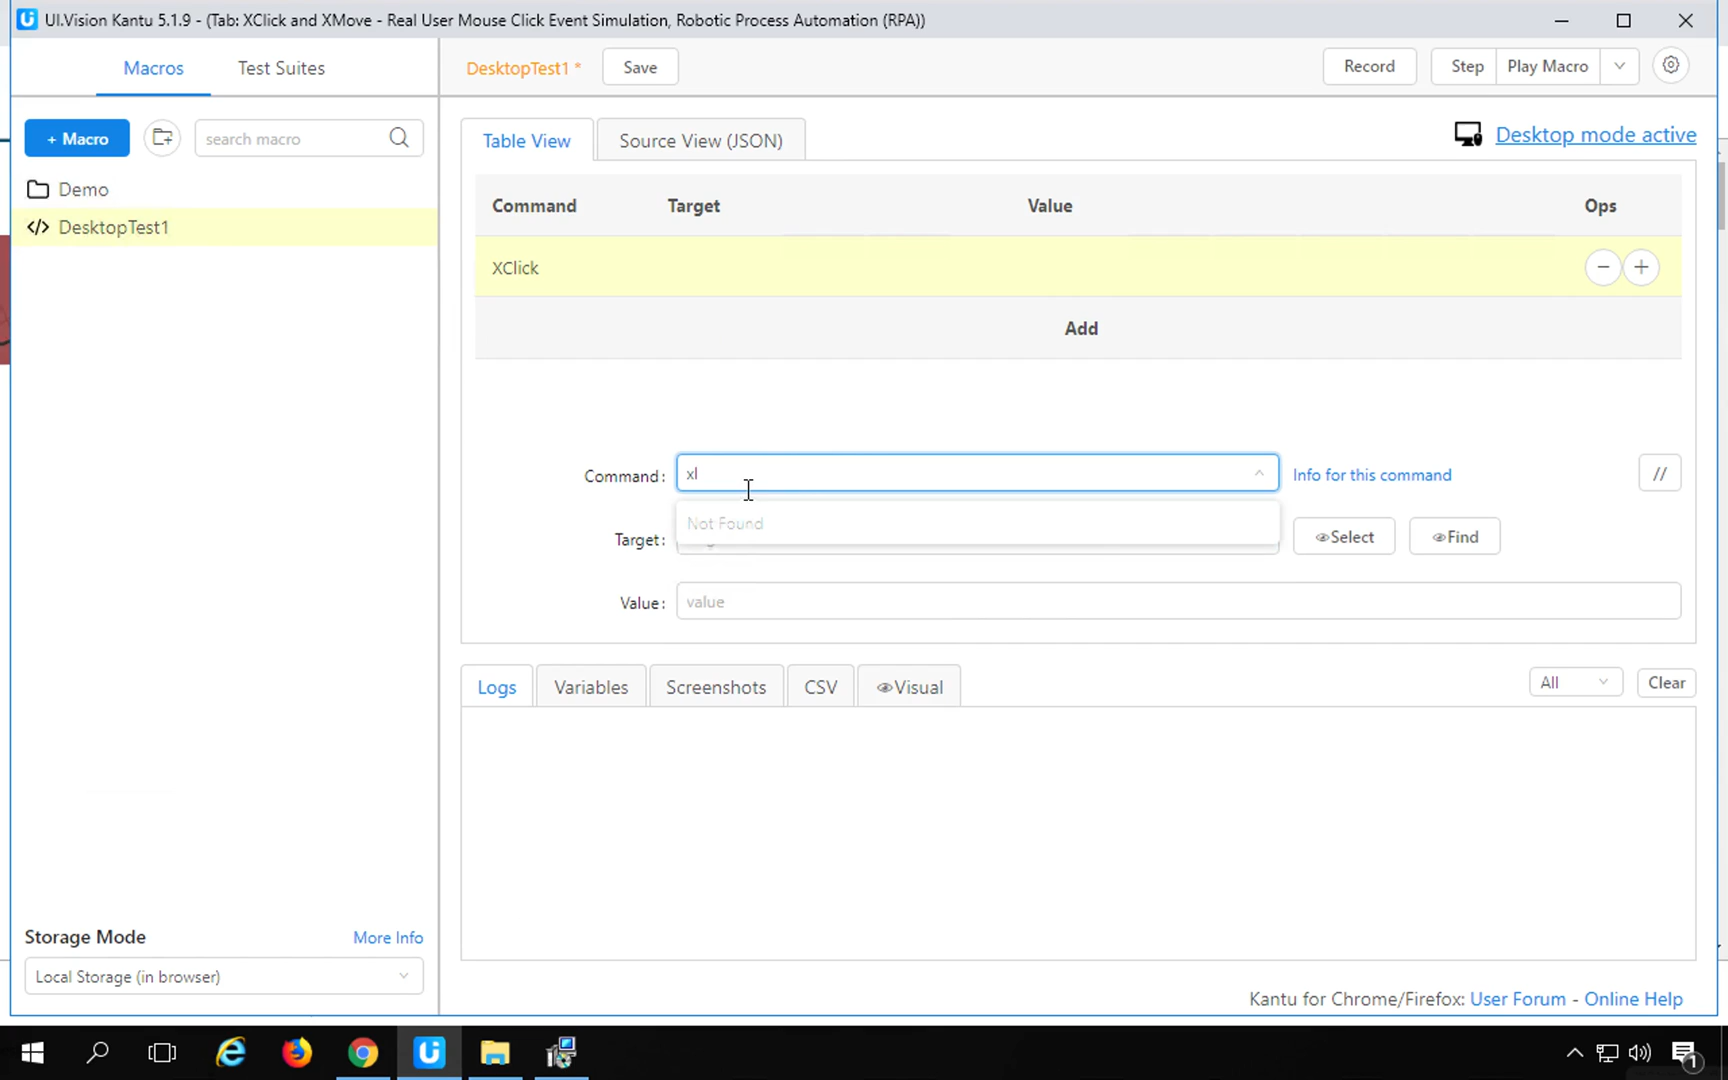 UI.Vision Kantu 5.1.9 - (Tab: XClick and XMove - Real User Mouse Click Event Simulation, Robotic Process Automation (RPA))
Macros Test Suites
DesktopTest1 * Save Record Step Play Macro
+ Macro search macro
Table View Source View (JSON) Desktop mode active
Demo
Command Target Value Ops
DesktopTest1
XClick
Add
Command: xl Info for this command //
Not Found
Target: Select Find
Value: value
Logs Variables Screenshots CSV Visual All Clear
Storage Mode More Info
Local Storage (in browser)
Kantu for Chrome/Firefox: User Forum - Online Help
1